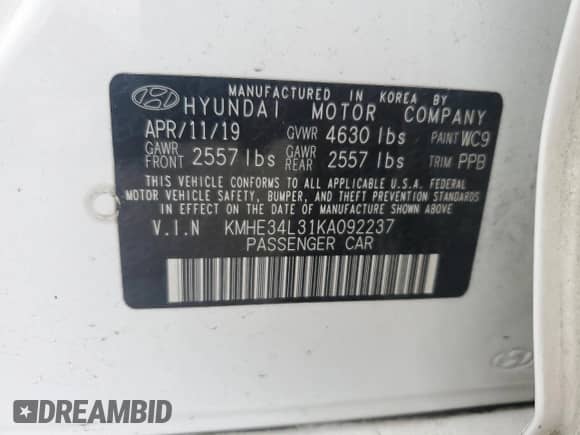 MANUFACTURED IN KOREA BY
HYUNDAI MOTOR COMPANY
APR/11/19 GVWR 4630 lbs PAINT WC9
GAWR FRONT 2557 lbs GAWR REAR 2557 lbs TRIM PPB
THIS VEHICLE CONFORMS TO ALL APPLICABLE U.S.A. FEDERAL
MOTOR VEHICLE SAFETY, BUMPER, AND THEFT PREVENTION STANDARDS
IN EFFECT ON THE DATE OF MANUFACTURE SHOWN ABOVE.
V.I.N KMHE34L31KA092237
PASSENGER CAR
DREAMBID